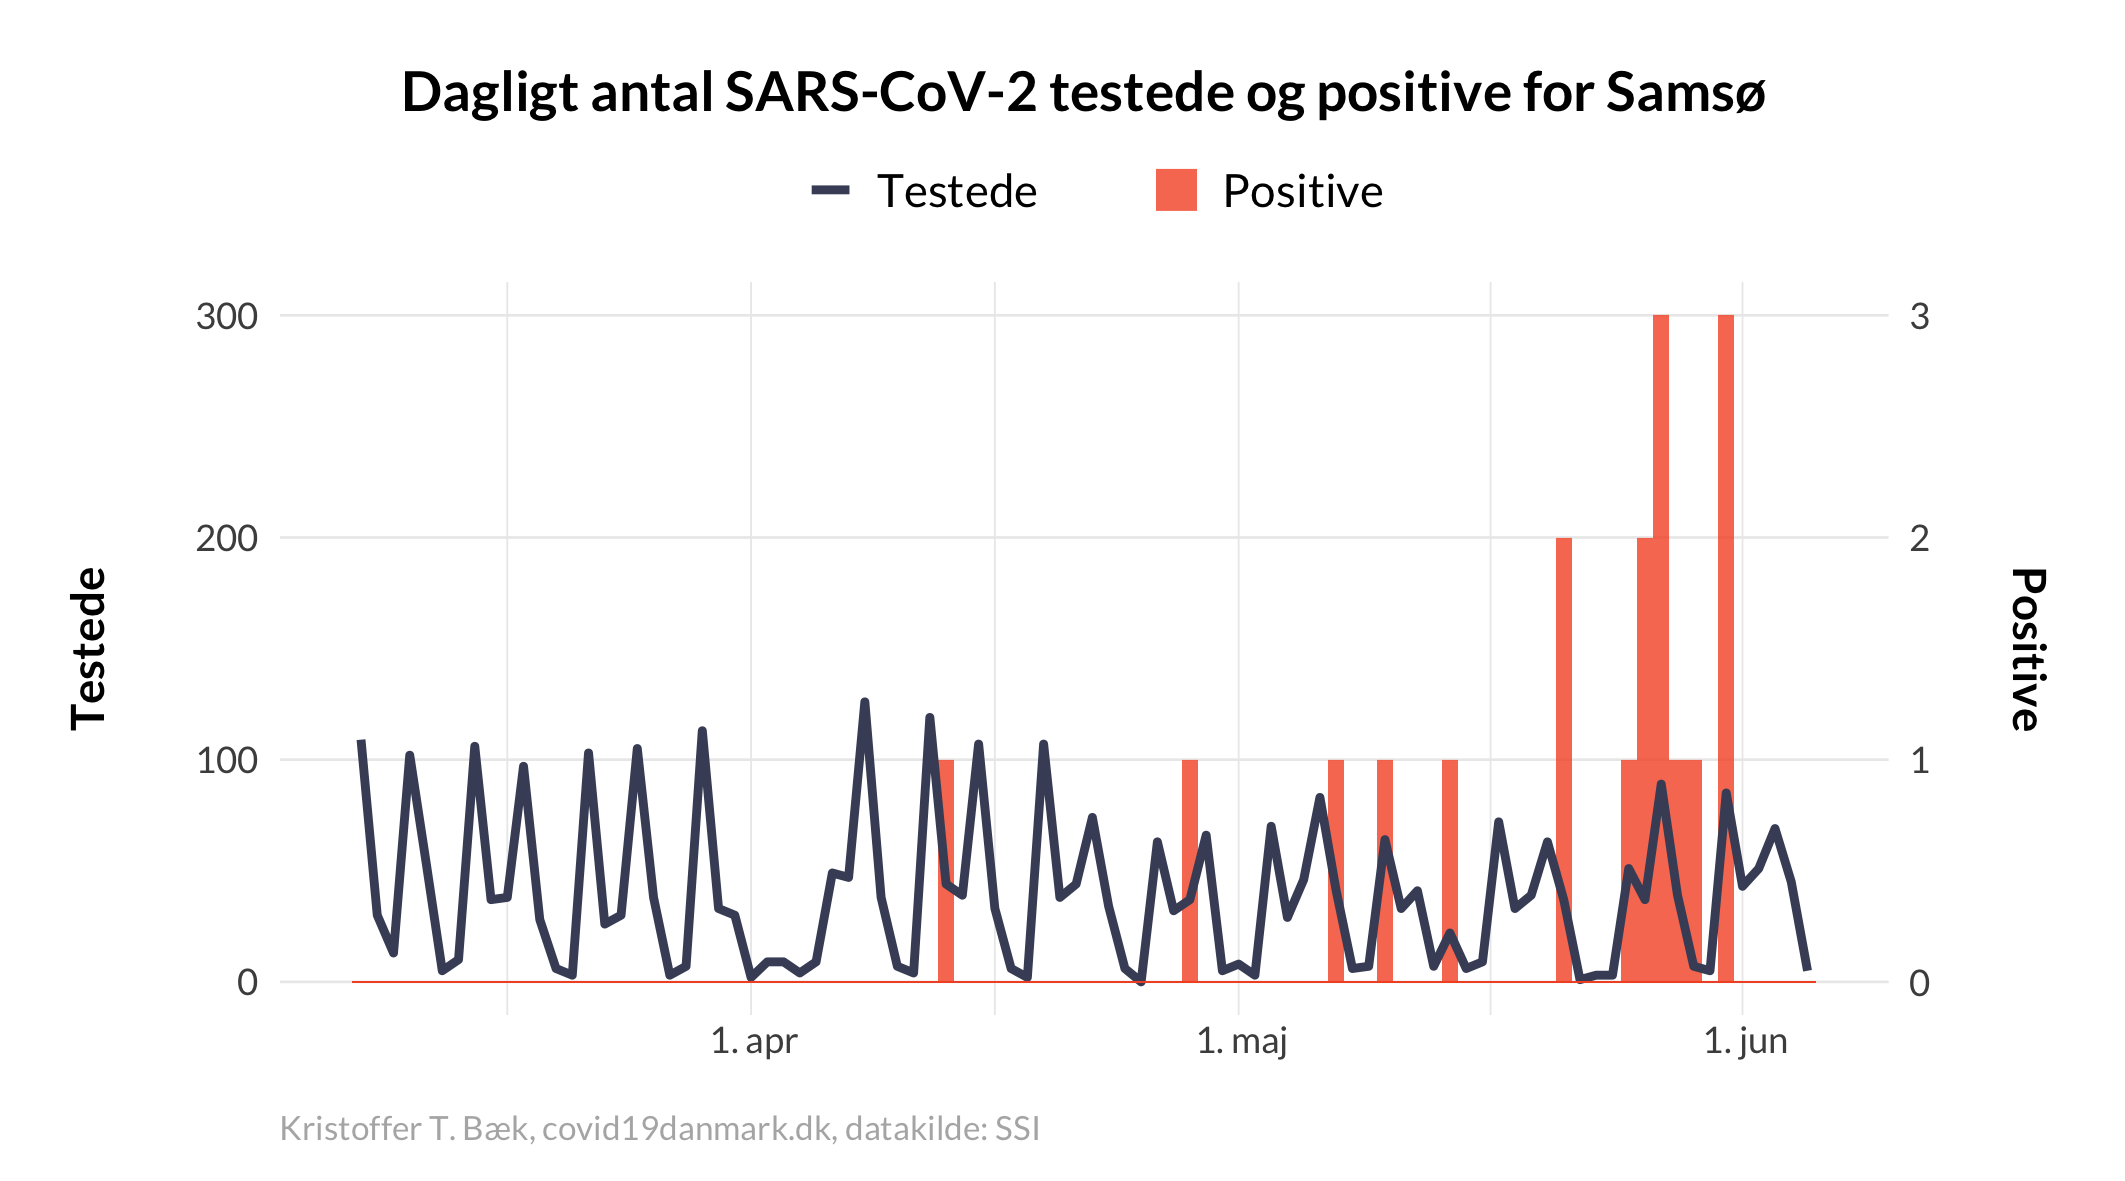 Dagligt antal SARS-CoV-2 testede og positive for Samsø
Testede
Positive
300
200
100
0
3
2
1
0
Testede
Positive
1. apr
1. maj
1. jun
Kristoffer T. Bæk, covid19danmark.dk, datakilde: SSI